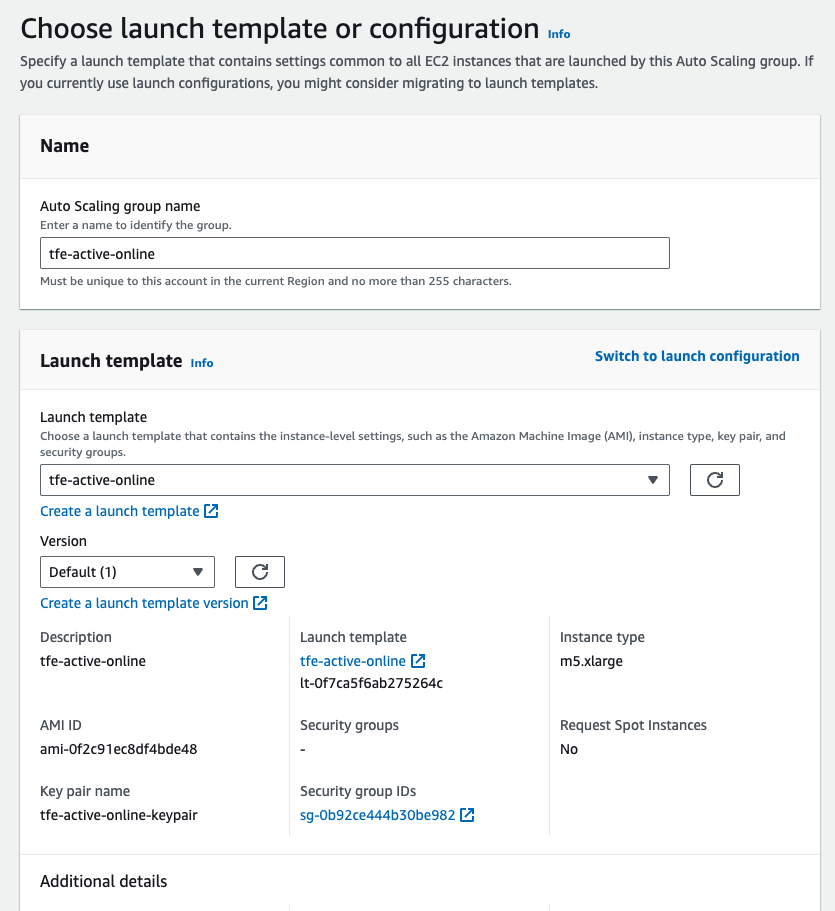 Choose launch template or configuration Info
Specify a launch template that contains settings common to all EC2 instances that are launched by this Auto Scaling group. If
you currently use launch configurations, you might consider migrating to launch templates.
Name
Auto Scaling group name
Enter a name to identify the group.
tfe-active-online
Must be unique to this account in the current Region and no more than 255 characters.
Launch template Info
Switch to launch configuration
Launch template
Choose a launch template that contains the instance-level settings, such as the Amazon Machine Image (AMI), instance type, key pair, and
security groups.
tfe-active-online
Create a launch template
Version
Default (1)
Create a launch template version
Description
tfe-active-online
Launch template
tfe-active-online
lt-0f7ca5f6ab275264c
Instance type
m5.xlarge
AMI ID
ami-0f2c91ec8df4bde48
Security groups
-
Request Spot Instances
No
Key pair name
tfe-active-online-keypair
Security group IDs
sg-0b92ce444b30be982
Additional details